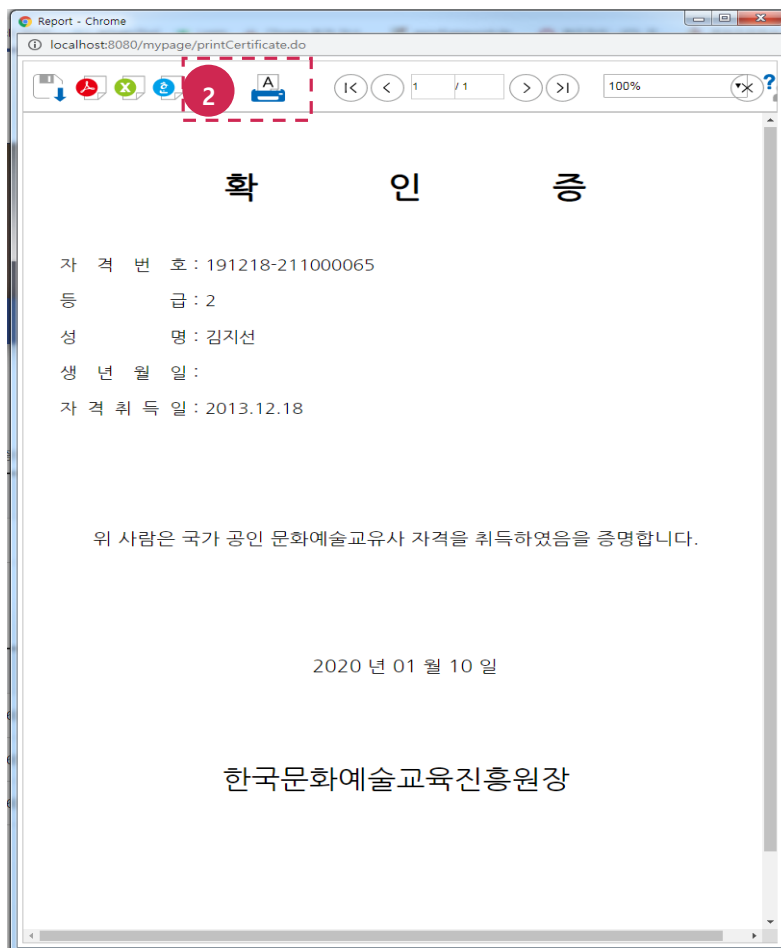 Report - Chrome
localhost:8080/mypage/printCertificate.do
2 A 1 / 1 100% ?
확 인 증
자 격 번 호 : 191218-211000065
등 급 : 2
성 명 : 김지선
생 년 월 일 :
자 격 취 득 일 : 2013.12.18
위 사람은 국가 공인 문화예술교유사 자격을 취득하였음을 증명합니다.
2020 년 01 월 10 일
한국문화예술교육진흥원장